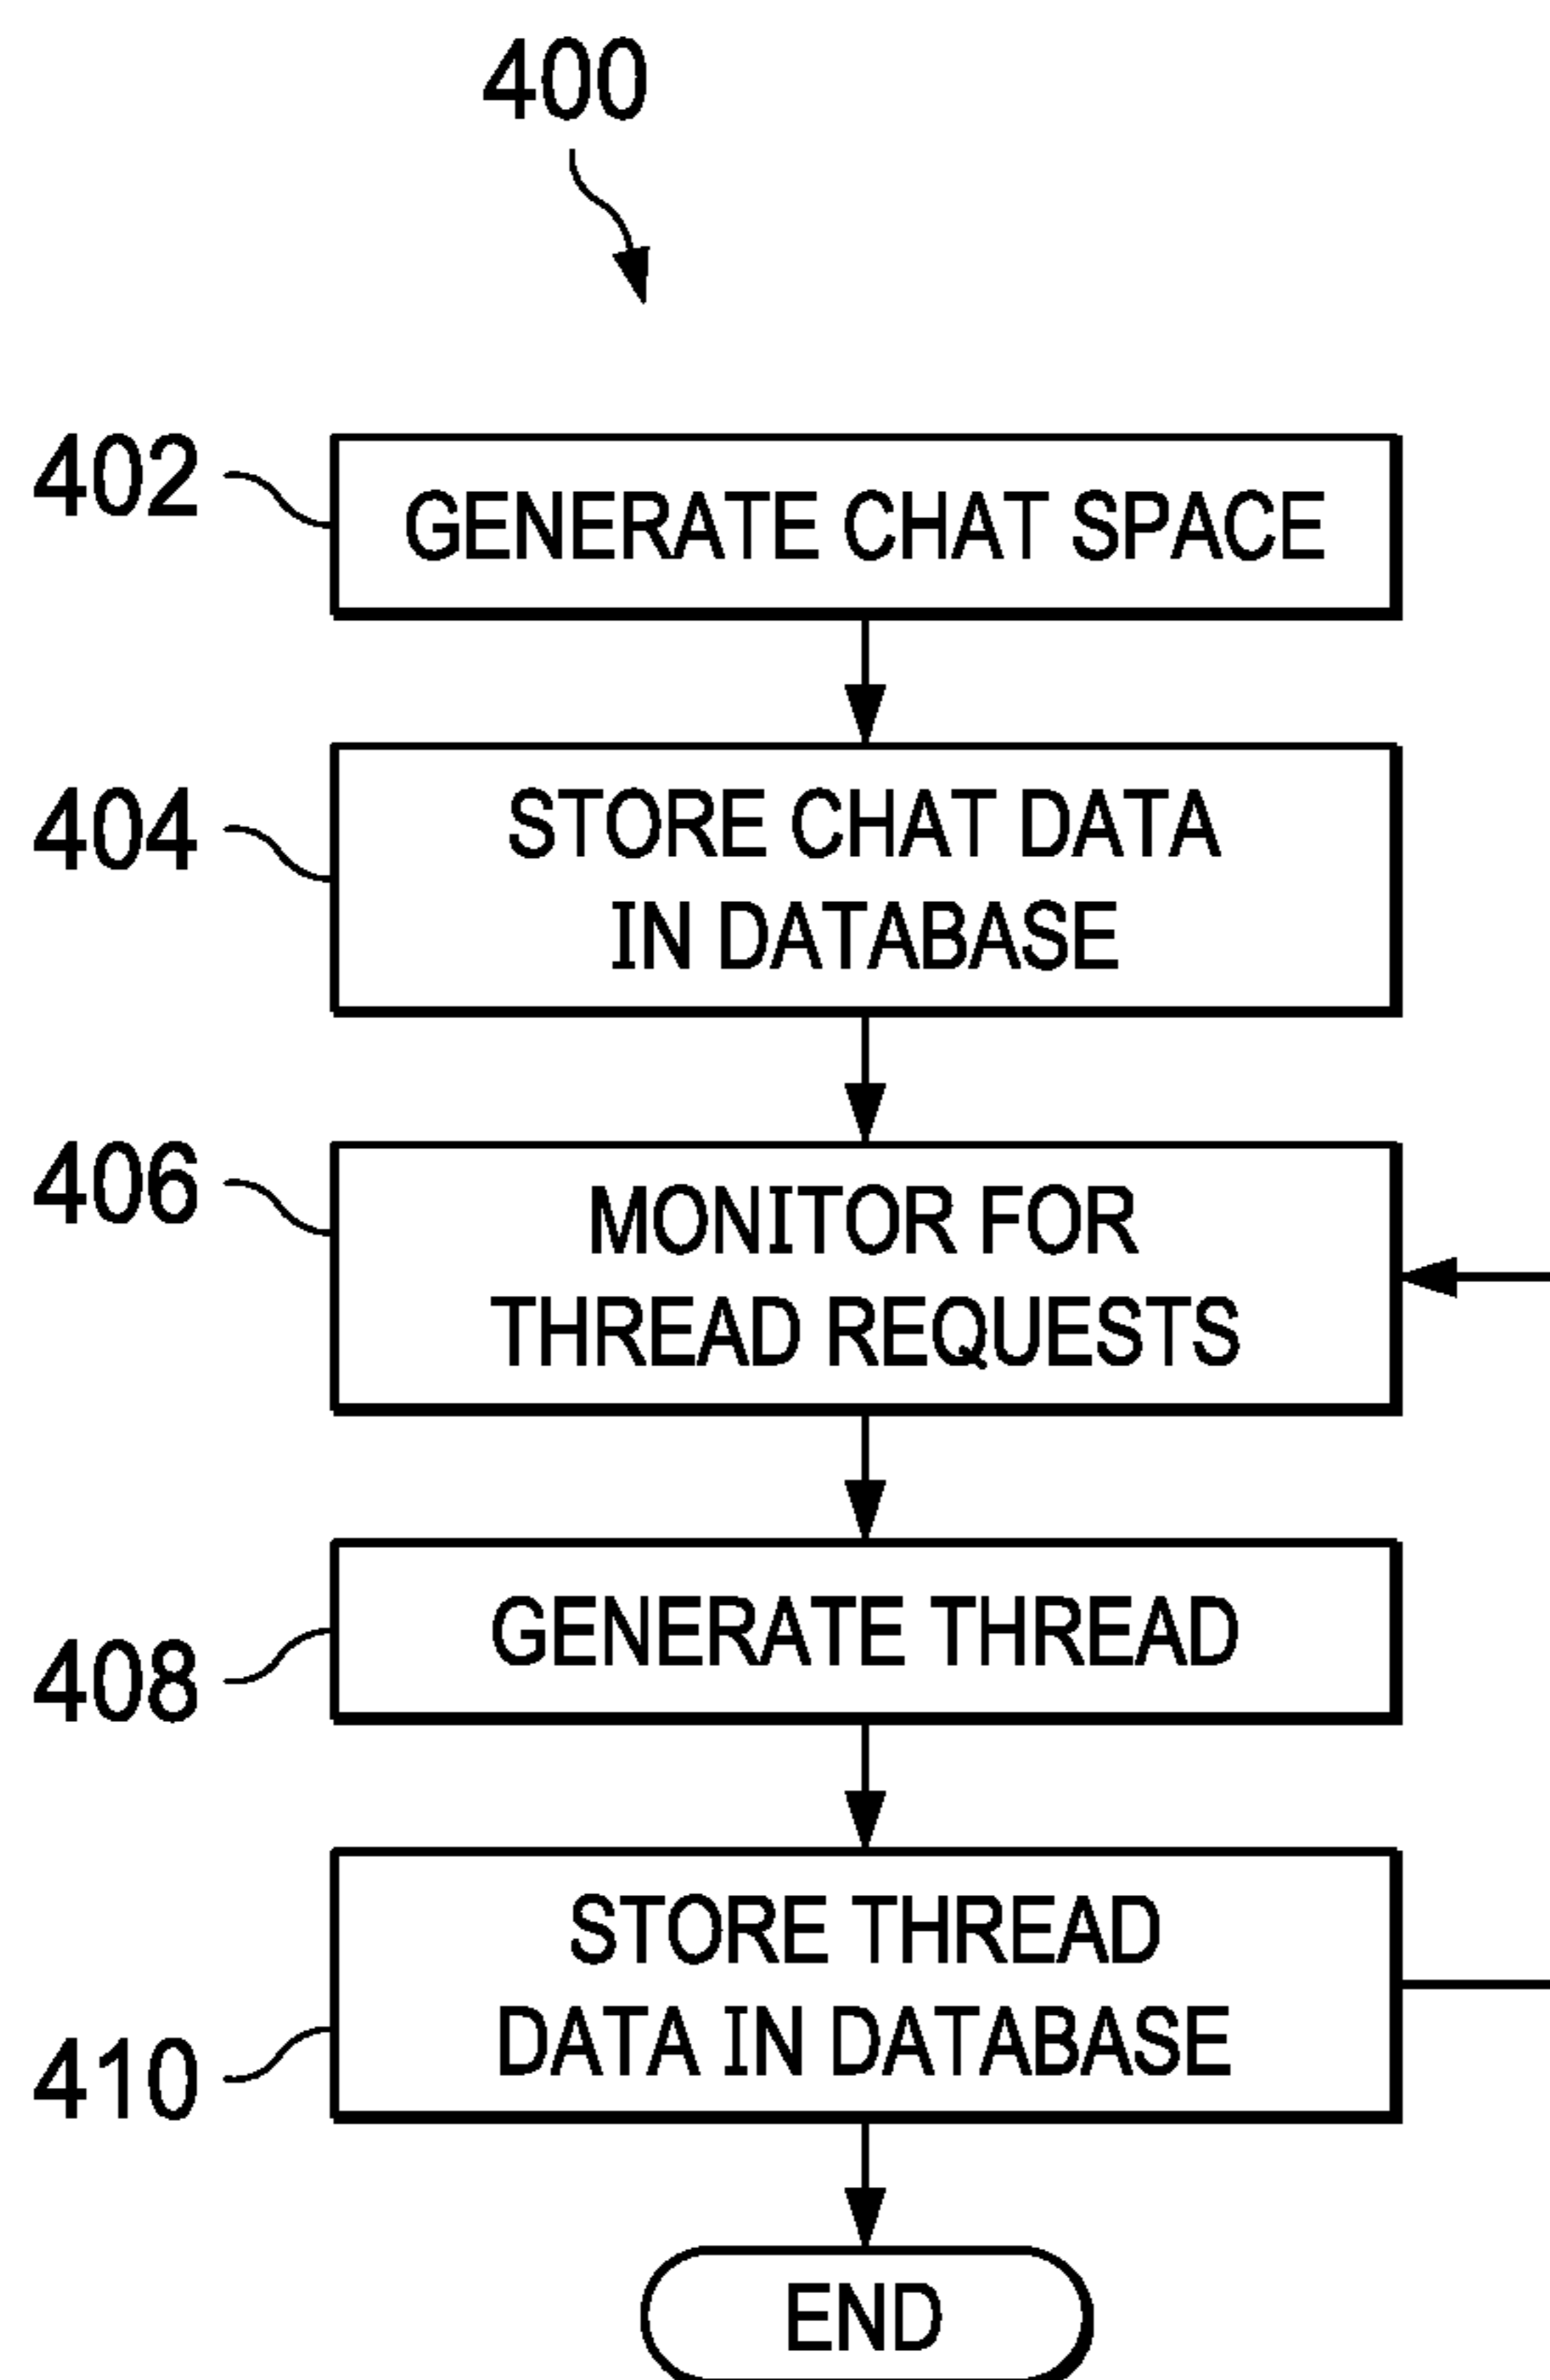 400
402
GENERATE CHAT SPACE
404
STORE CHAT DATA
IN DATABASE
406
MONITOR FOR
THREAD REQUESTS
408
GENERATE THREAD
410
STORE THREAD
DATA IN DATABASE
END